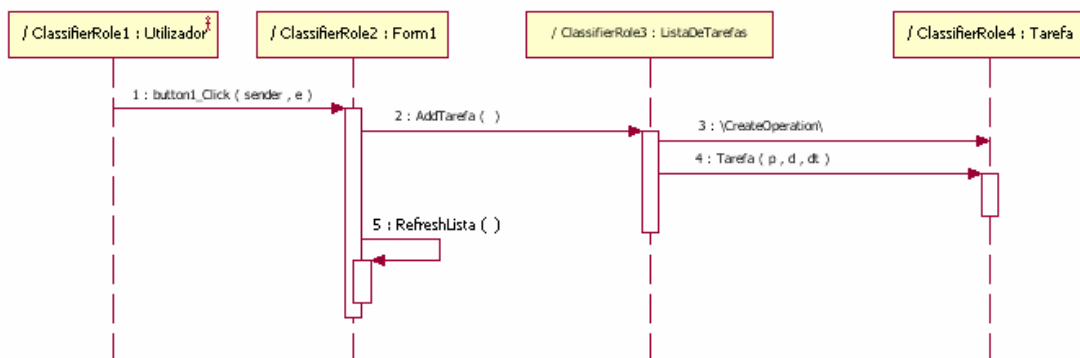 / ClassifierRole1 : Utilizador
/ ClassifierRole2 : Form1
/ ClassifierRole3 : ListaDeTarefas
/ ClassifierRole4 : Tarefa
1 : button1_Click ( sender , e )
2 : AddTarefa ( )
3 : \CreateOperation\
4 : Tarefa ( p , d , dt )
5 : RefreshLista ( )